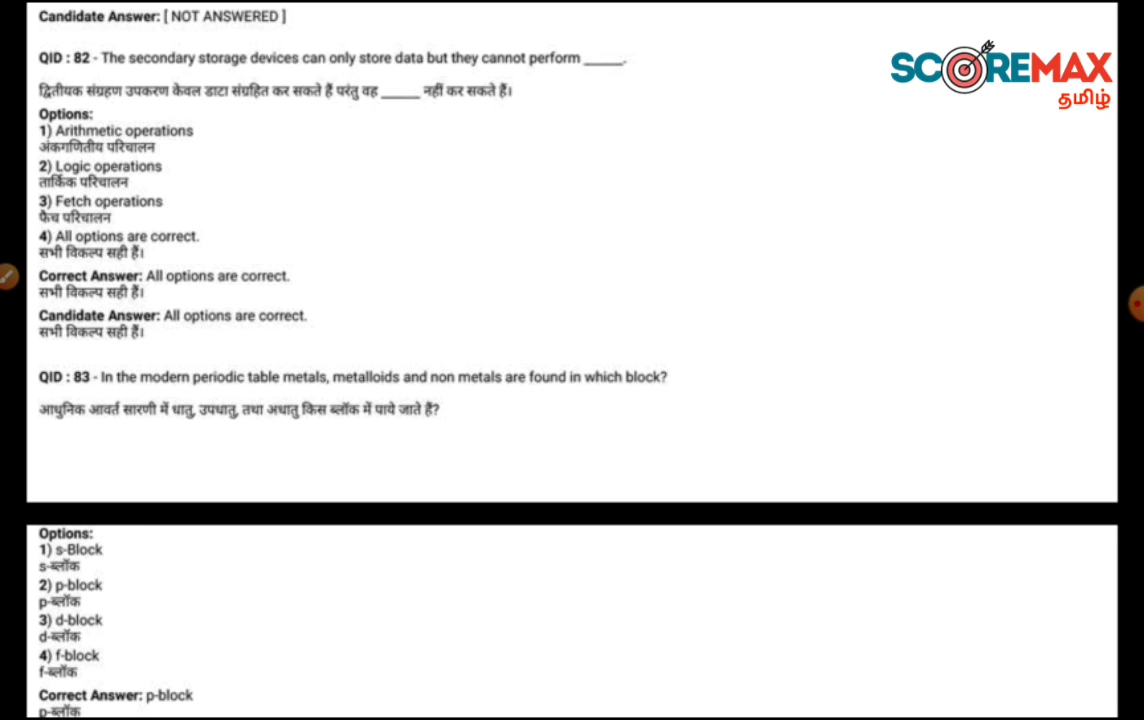 Candidate Answer: [ NOT ANSWERED ]
SCOREMAX
தமிழ்
QID : 82 - The secondary storage devices can only store data but they cannot perform ______.
द्वितीयक संग्रहण उपकरण केवल डाटा संग्रहित कर सकते हैं परंतु वह ______ नहीं कर सकते हैं।
Options:
1) Arithmetic operations
अंकगणितीय परिचालन
2) Logic operations
तार्किक परिचालन
3) Fetch operations
फैच परिचालन
4) All options are correct.
सभी विकल्प सही हैं।
Correct Answer: All options are correct.
सभी विकल्प सही हैं।
Candidate Answer: All options are correct.
सभी विकल्प सही हैं।
QID : 83 - In the modern periodic table metals, metalloids and non metals are found in which block?
आधुनिक आवर्त सारणी में धातु, उपधातु, तथा अधातु किस ब्लॉक में पाये जाते हैं?
Options:
1) s-Block
s-ब्लॉक
2) p-block
p-ब्लॉक
3) d-block
d-ब्लॉक
4) f-block
f-ब्लॉक
Correct Answer: p-block
p-ब्लॉक